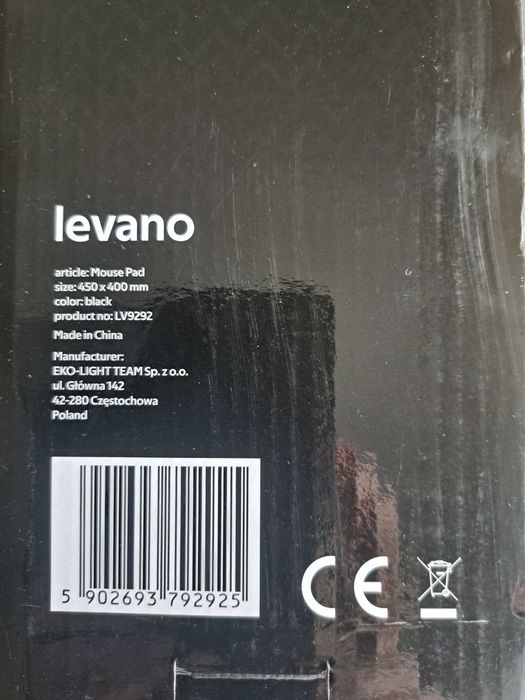 levano
article: Mouse Pad
size: 450 x 400 mm
color: black
product no: LV9292
Made in China
Manufacturer:
EKO-LIGHT TEAM Sp. z o.o.
ul. Główna 142
42-280 Częstochowa
Poland
5 902693 792925
CE